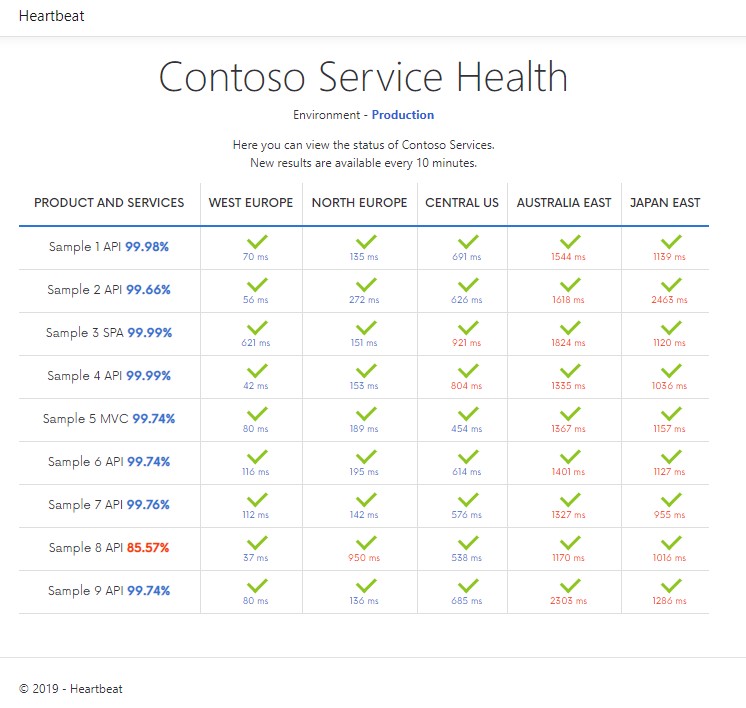 Heartbeat
Contoso Service Health
Environment - Production
Here you can view the status of Contoso Services.
New results are available every 10 minutes.
PRODUCT AND SERVICES WEST EUROPE NORTH EUROPE CENTRAL US AUSTRALIA EAST JAPAN EAST
Sample 1 API 99.98% 70 ms 135 ms 691 ms 1544 ms 1139 ms
Sample 2 API 99.66% 56 ms 272 ms 626 ms 1618 ms 2463 ms
Sample 3 SPA 99.99% 621 ms 151 ms 921 ms 1824 ms 1120 ms
Sample 4 API 99.99% 42 ms 153 ms 804 ms 1335 ms 1036 ms
Sample 5 MVC 99.74% 80 ms 189 ms 454 ms 1367 ms 1157 ms
Sample 6 API 99.74% 116 ms 195 ms 614 ms 1401 ms 1127 ms
Sample 7 API 99.76% 112 ms 142 ms 576 ms 1327 ms 955 ms
Sample 8 API 85.57% 37 ms 950 ms 538 ms 1170 ms 1016 ms
Sample 9 API 99.74% 80 ms 136 ms 685 ms 2303 ms 1286 ms
© 2019 - Heartbeat